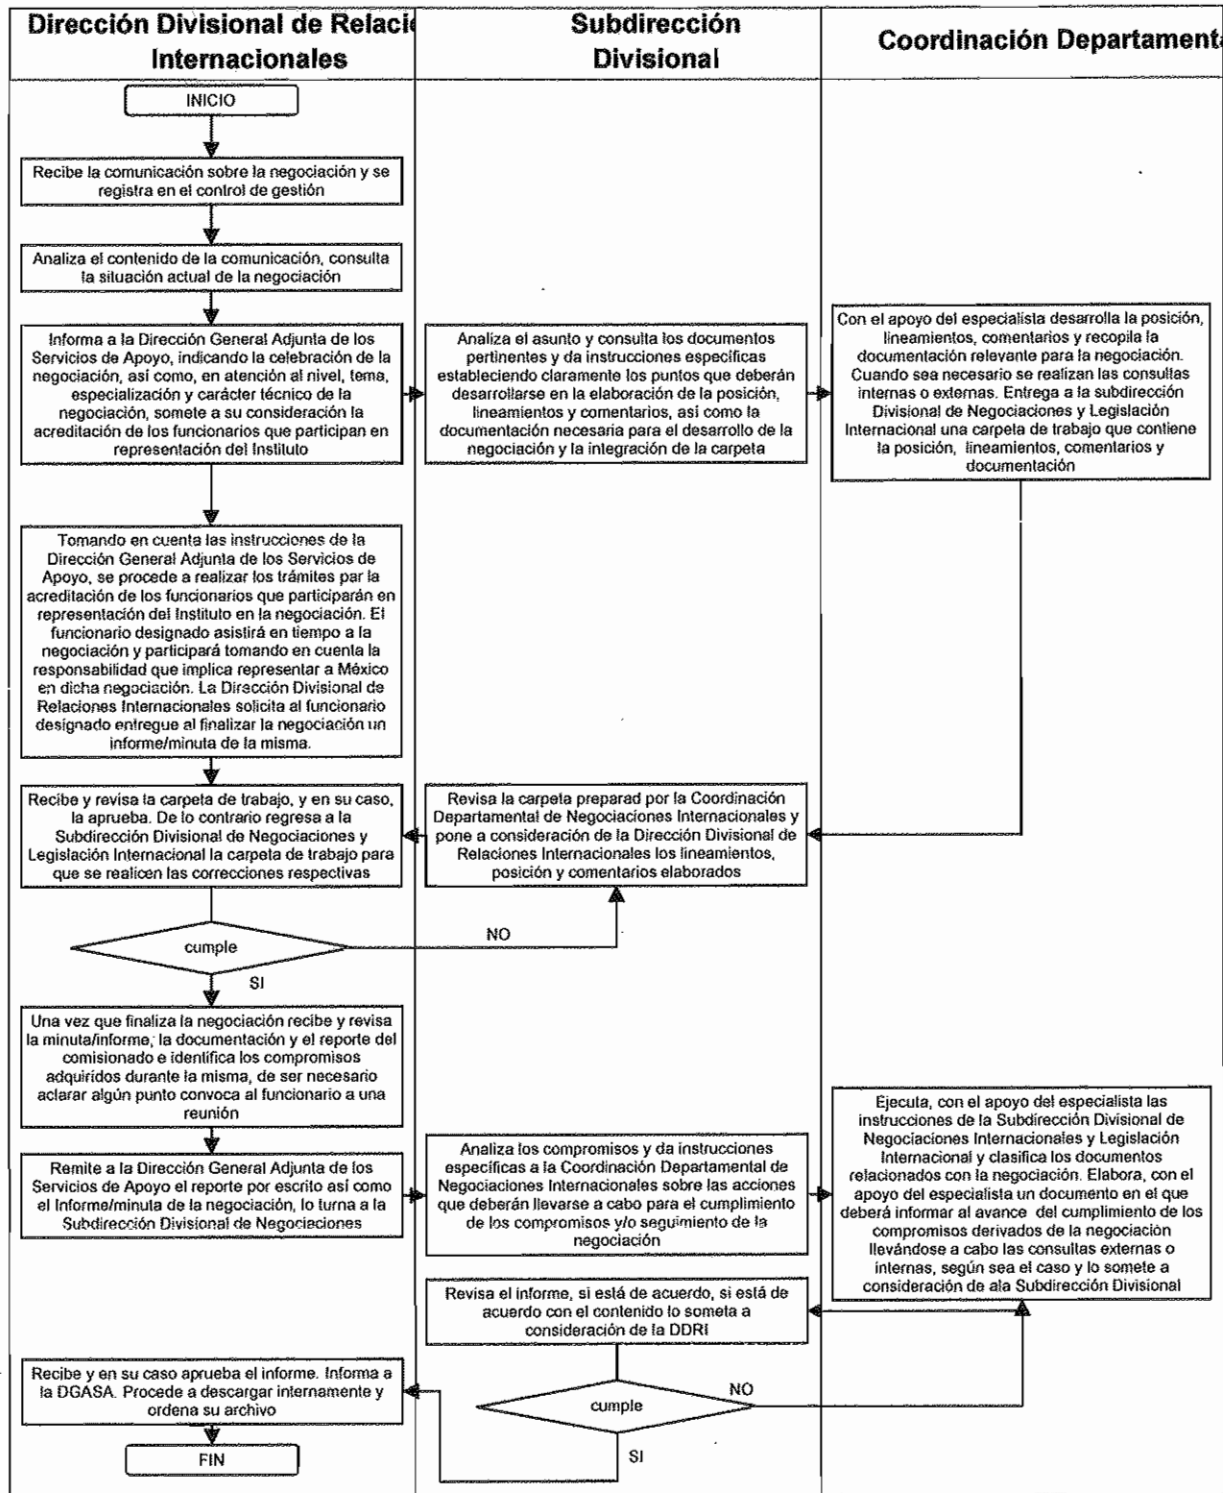 Dirección Divisional de Relacio
Internacionales
Subdirección
Divisional
Coordinación Departamenta
INICIO
Recibe la comunicación sobre la negociación y se
registra en el control de gestión
Analiza el contenido de la comunicación, consulta
la situación actual de la negociación
Informa a la Dirección General Adjunta de los
Servicios de Apoyo, indicando la celebración de la
negociación, así como, en atención al nivel, tema,
especialización y carácter técnico de la
negociación, somete a su consideración la
acreditación de los funcionarios que participan en
representación del Instituto
Analiza el asunto y consulta los documentos
pertinentes y da instrucciones específicas
estableciendo claramente los puntos que deberán
desarrollarse en la elaboración de la posición,
lineamientos y comentarios, así como la
documentación necesaria para el desarrollo de la
negociación y la integración de la carpeta
Con el apoyo del especialista desarrolla la posición,
lineamientos, comentarios y recopila la
documentación relevante para la negociación.
Cuando sea necesario se realizan las consultas
internas o externas. Entrega a la subdirección
Divisional de Negociaciones y Legislación
Internacional una carpeta de trabajo que contiene
la posición, lineamientos, comentarios y
documentación
Tomando en cuenta las instrucciones de la
Dirección General Adjunta de los Servicios de
Apoyo, se procede a realizar los trámites par la
acreditación de los funcionarios que participarán en
representación del Instituto en la negociación. El
funcionario designado asistirá en tiempo a la
negociación y participará tomando en cuenta la
responsabilidad que implica representar a México
en dicha negociación. La Dirección Divisional de
Relaciones Internacionales solicita al funcionario
designado entregue al finalizar la negociación un
informe/minuta de la misma.
Recibe y revisa la carpeta de trabajo, y en su caso,
la aprueba. De lo contrario regresa a la
Subdirección Divisional de Negociaciones y
Legislación Internacional la carpeta de trabajo para
que se realicen las correcciones respectivas
Revisa la carpeta preparad por la Coordinación
Departamental de Negociaciones Internacionales y
pone a consideración de la Dirección Divisional de
Relaciones Internacionales los lineamientos,
posición y comentarios elaborados
cumple
NO
SI
Una vez que finaliza la negociación recibe y revisa
la minuta/informe, la documentación y el reporte del
comisionado e identifica los compromisos
adquiridos durante la misma, de ser necesario
aclarar algún punto convoca al funcionario a una
reunión
Remite a la Dirección General Adjunta de los
Servicios de Apoyo el reporte por escrito así como
el Informe/minuta de la negociación, lo turna a la
Subdirección Divisional de Negociaciones
Analiza los compromisos y da instrucciones
específicas a la Coordinación Departamental de
Negociaciones Internacionales sobre las acciones
que deberán llevarse a cabo para el cumplimiento
de los compromisos y/o seguimiento de la
negociación
Ejecuta, con el apoyo del especialista las
instrucciones de la Subdirección Divisional de
Negociaciones Internacionales y Legislación
Internacional y clasifica los documentos
relacionados con la negociación. Elabora, con el
apoyo del especialista un documento en el que
deberá informar al avance del cumplimiento de los
compromisos derivados de la negociación
llevándose a cabo las consultas externas o
internas, según sea el caso y lo somete a
consideración de ala Subdirección Divisional
Revisa el informe, si está de acuerdo, si está de
acuerdo con el contenido lo someta a
consideración de la DDRI
cumple
NO
SI
Recibe y en su caso aprueba el informe. Informa a
la DGASA. Procede a descargar internamente y
ordena su archivo
FIN